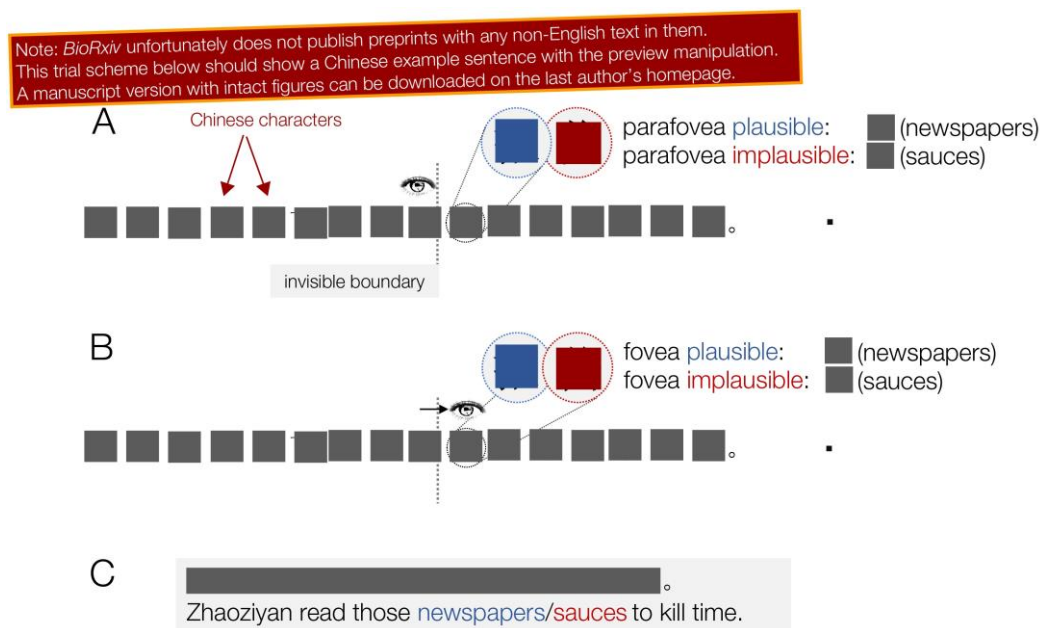 Note: BioRxiv unfortunately does not publish preprints with any non-English text in them.
This trial scheme below should show a Chinese example sentence with the preview manipulation.
A manuscript version with intact figures can be downloaded on the last author's homepage.
A
Chinese characters
parafovea plausible: (newspapers)
parafovea implausible: (sauces)
。
invisible boundary
B
fovea plausible: (newspapers)
fovea implausible: (sauces)
。
C
。
Zhaoziyan read those newspapers/sauces to kill time.